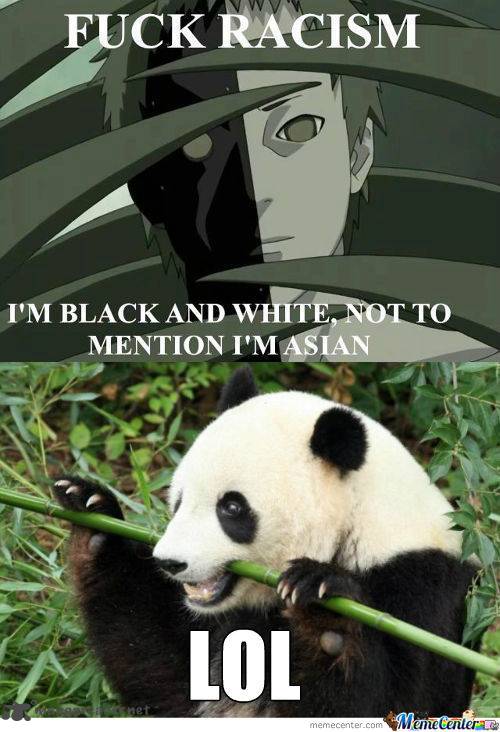 FUCK RACISM
I'M BLACK AND WHITE, NOT TO
MENTION I'M ASIAN
LOL
memecenter.com MemeCenter